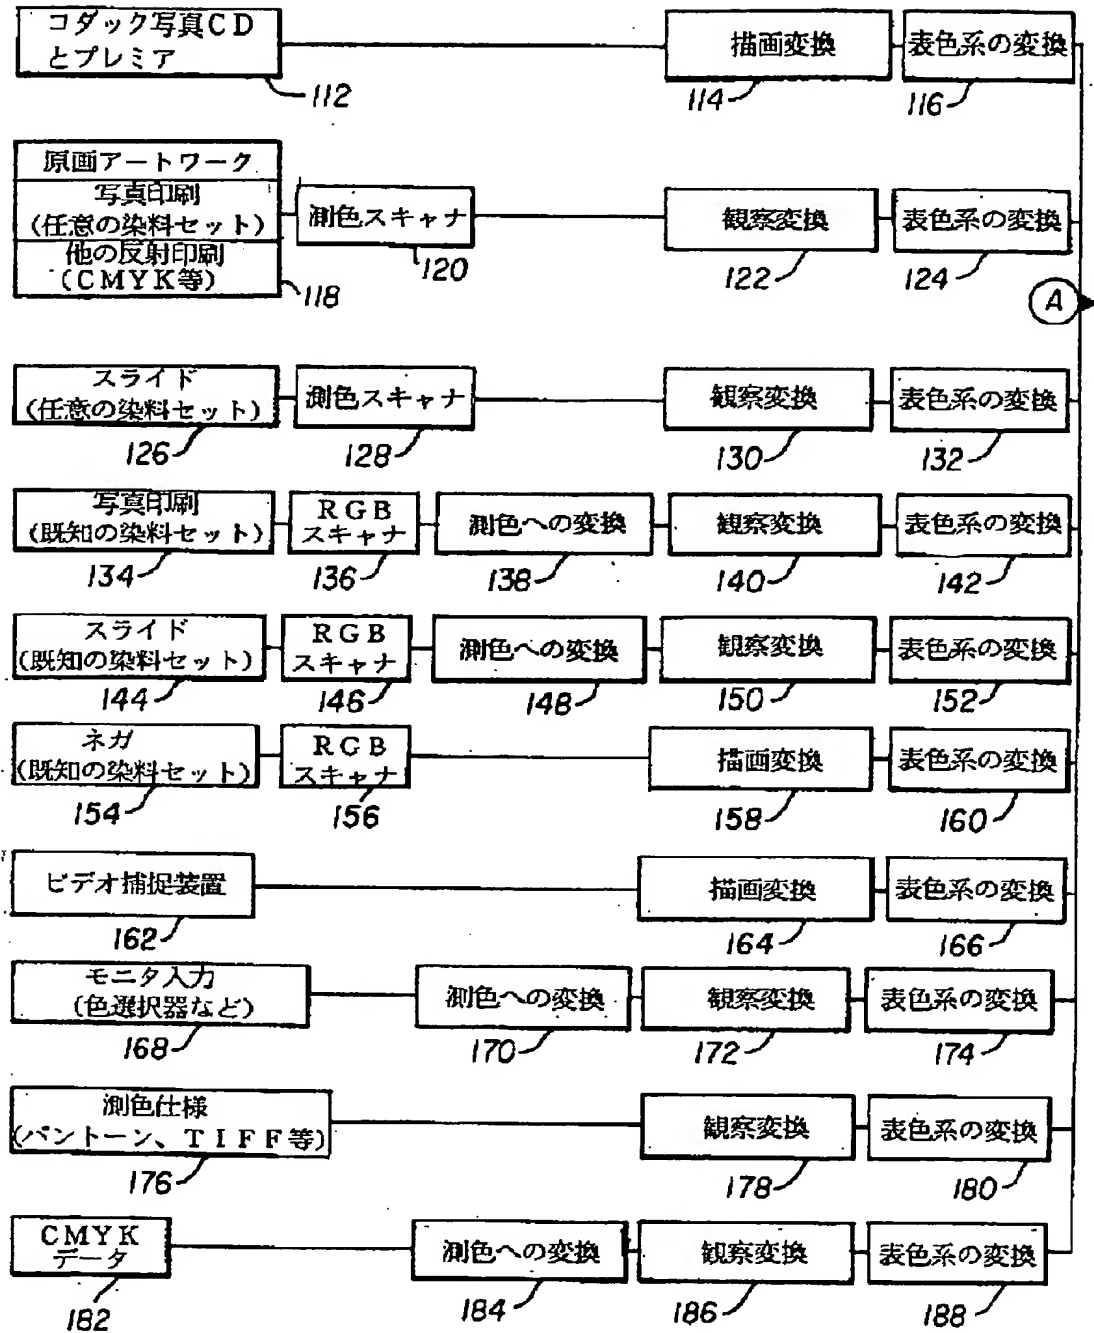 コダック写真CD
とプレミア
描画変換
表色系の変換
112
114
116
原画アートワーク
写真印刷
(任意の染料セット)
他の反射印刷
(CMYK等)
測色スキャナ
観察変換
表色系の変換
118
120
122
124
A
スライド
(任意の染料セット)
測色スキャナ
観察変換
表色系の変換
126
128
130
132
写真印刷
(既知の染料セット)
RGB
スキャナ
測色への変換
観察変換
表色系の変換
134
136
138
140
142
スライド
(既知の染料セット)
RGB
スキャナ
測色への変換
観察変換
表色系の変換
144
146
148
150
152
ネガ
(既知の染料セット)
RGB
スキャナ
描画変換
表色系の変換
154
156
158
160
ビデオ捕捉装置
描画変換
表色系の変換
162
164
166
モニタ入力
(色選択器など)
測色への変換
観察変換
表色系の変換
168
170
172
174
測色仕様
(パントーン、TIFF等)
観察変換
表色系の変換
176
178
180
CMYK
データ
測色への変換
観察変換
表色系の変換
182
184
186
188